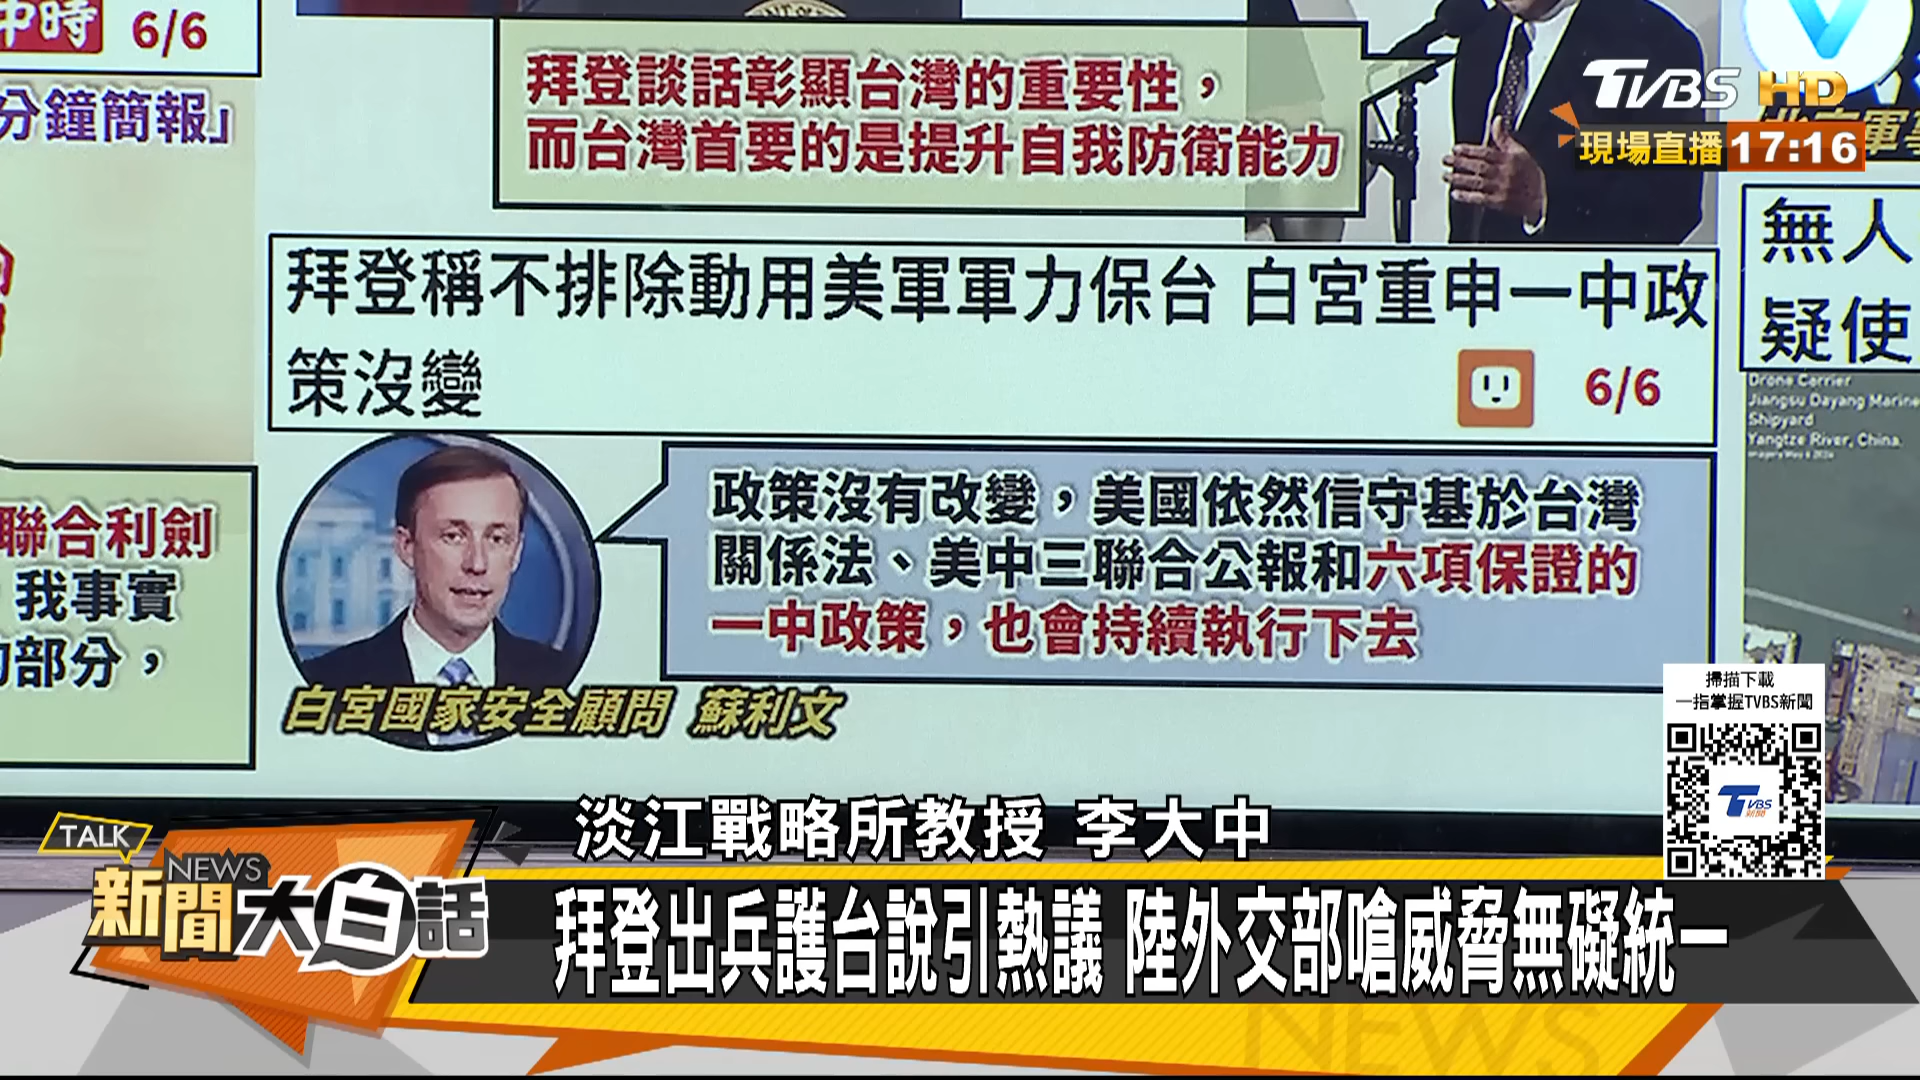 中時 6/6
分鐘簡報」
聯合利劍
我事實
部分，
拜登談話彰顯台灣的重要性，
而台灣首要的是提升自我防衛能力
拜登稱不排除動用美軍軍力保台 白宮重申一中政
策沒變
6/6
政策沒有改變，美國依然信守基於台灣
關係法、美中三聯合公報和六項保證的
一中政策，也會持續執行下去
白宮國家安全顧問 蘇利文
TVBS HD
現場直播 17:16
無人
疑使
Drone Carrier
Jiangsu Dayang Marine
Shipyard
Yangtze River, China
掃描下載
一指掌握TVBS新聞
TVBS
新聞
淡江戰略所教授 李大中
TALK
NEWS
新聞大白話
拜登出兵護台說引熱議 陸外交部嗆威脅無礙統一
NEWS